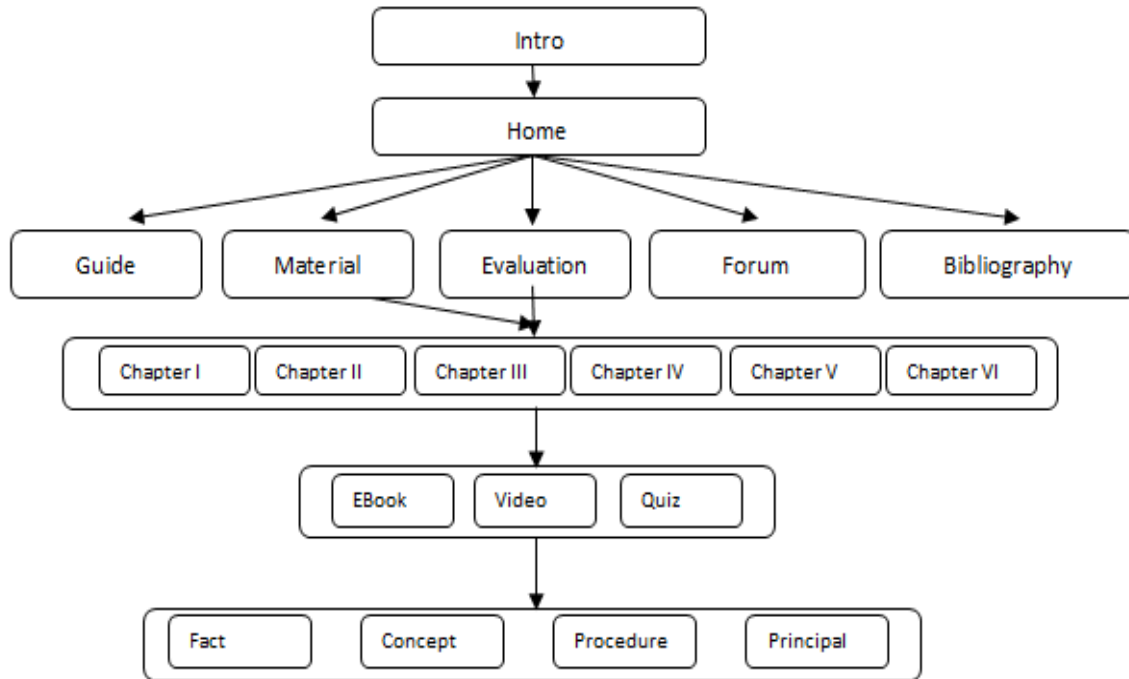 Intro
Home
Guide
Material
Evaluation
Forum
Bibliography
Chapter I
Chapter II
Chapter III
Chapter IV
Chapter V
Chapter VI
EBook
Video
Quiz
Fact
Concept
Procedure
Principal